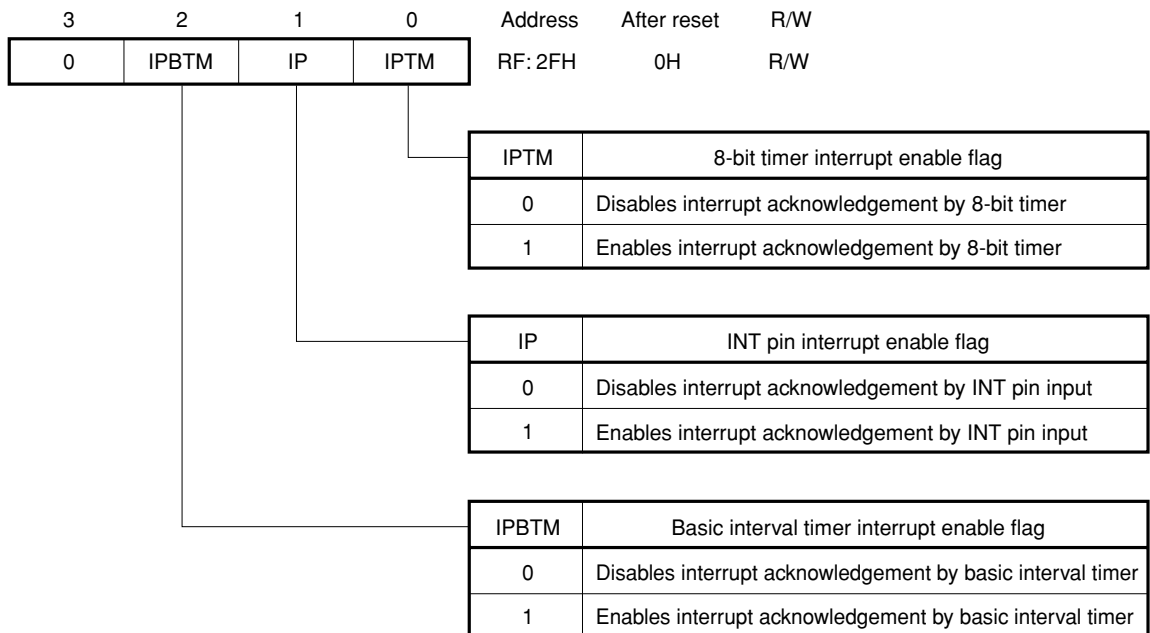 3 2 1 0 Address After reset R/W
0 IPBTM IP IPTM RF: 2FH 0H R/W
IPTM 8-bit timer interrupt enable flag
0 Disables interrupt acknowledgement by 8-bit timer
1 Enables interrupt acknowledgement by 8-bit timer
IP INT pin interrupt enable flag
0 Disables interrupt acknowledgement by INT pin input
1 Enables interrupt acknowledgement by INT pin input
IPBTM Basic interval timer interrupt enable flag
0 Disables interrupt acknowledgement by basic interval timer
1 Enables interrupt acknowledgement by basic interval timer